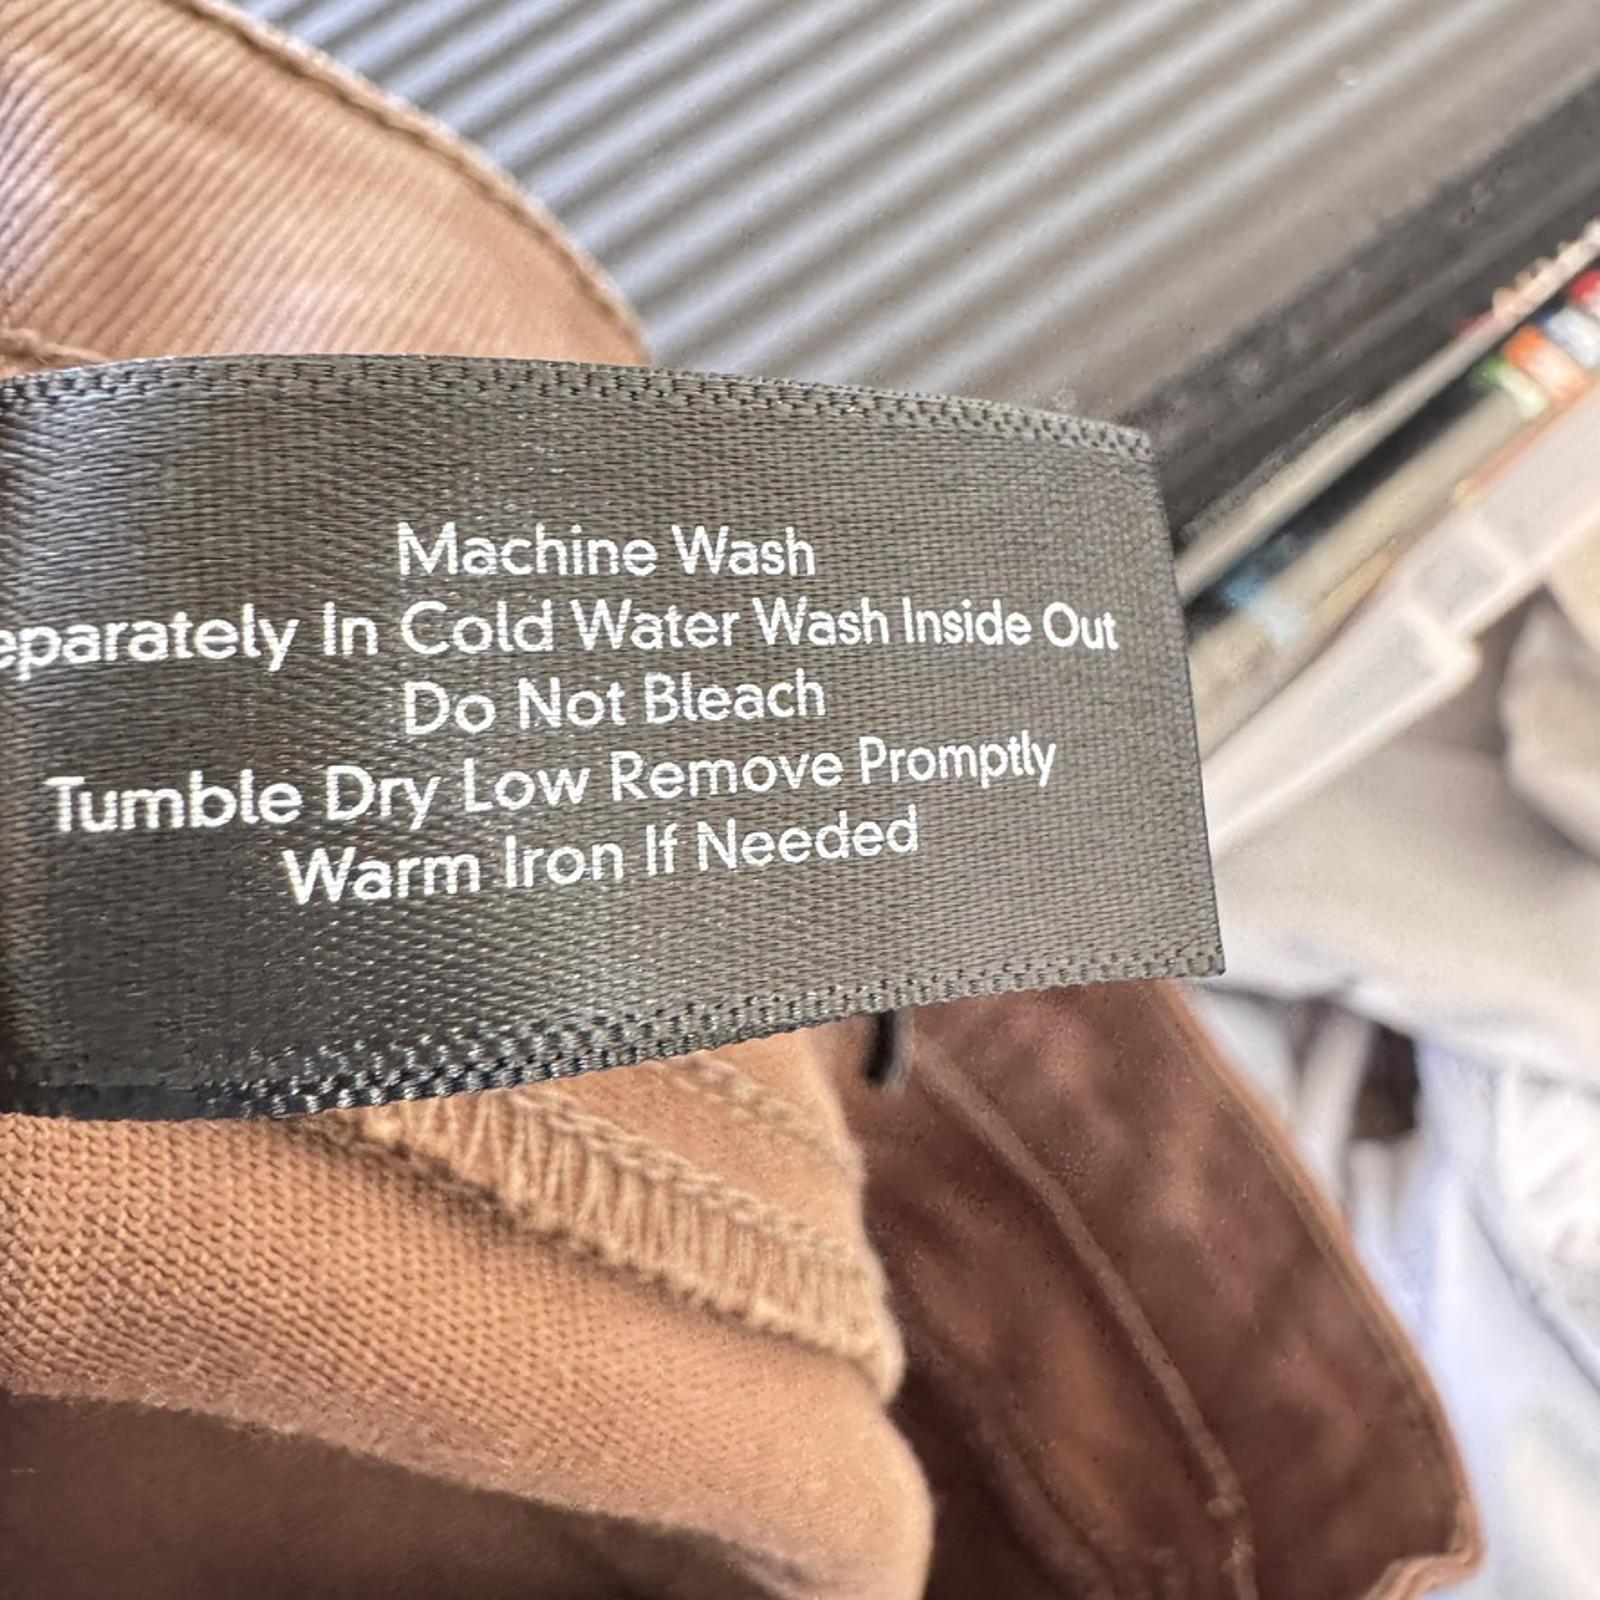 Machine Wash
eparately In Cold Water Wash Inside Out
Do Not Bleach
Tumble Dry Low Remove Promptly
Warm Iron If Needed